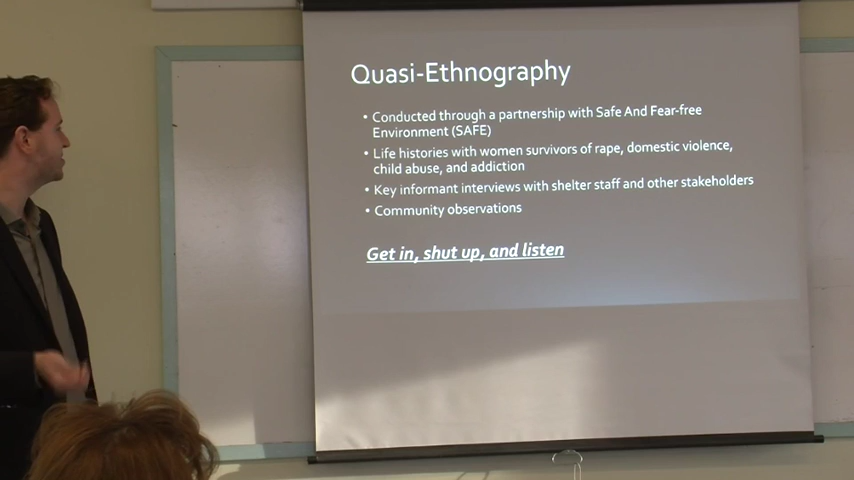 Quasi-Ethnography
• Conducted through a partnership with Safe And Fear-free
Environment (SAFE)
• Life histories with women survivors of rape, domestic violence,
child abuse, and addiction
• Key informant interviews with shelter staff and other stakeholders
• Community observations
Get in, shut up, and listen